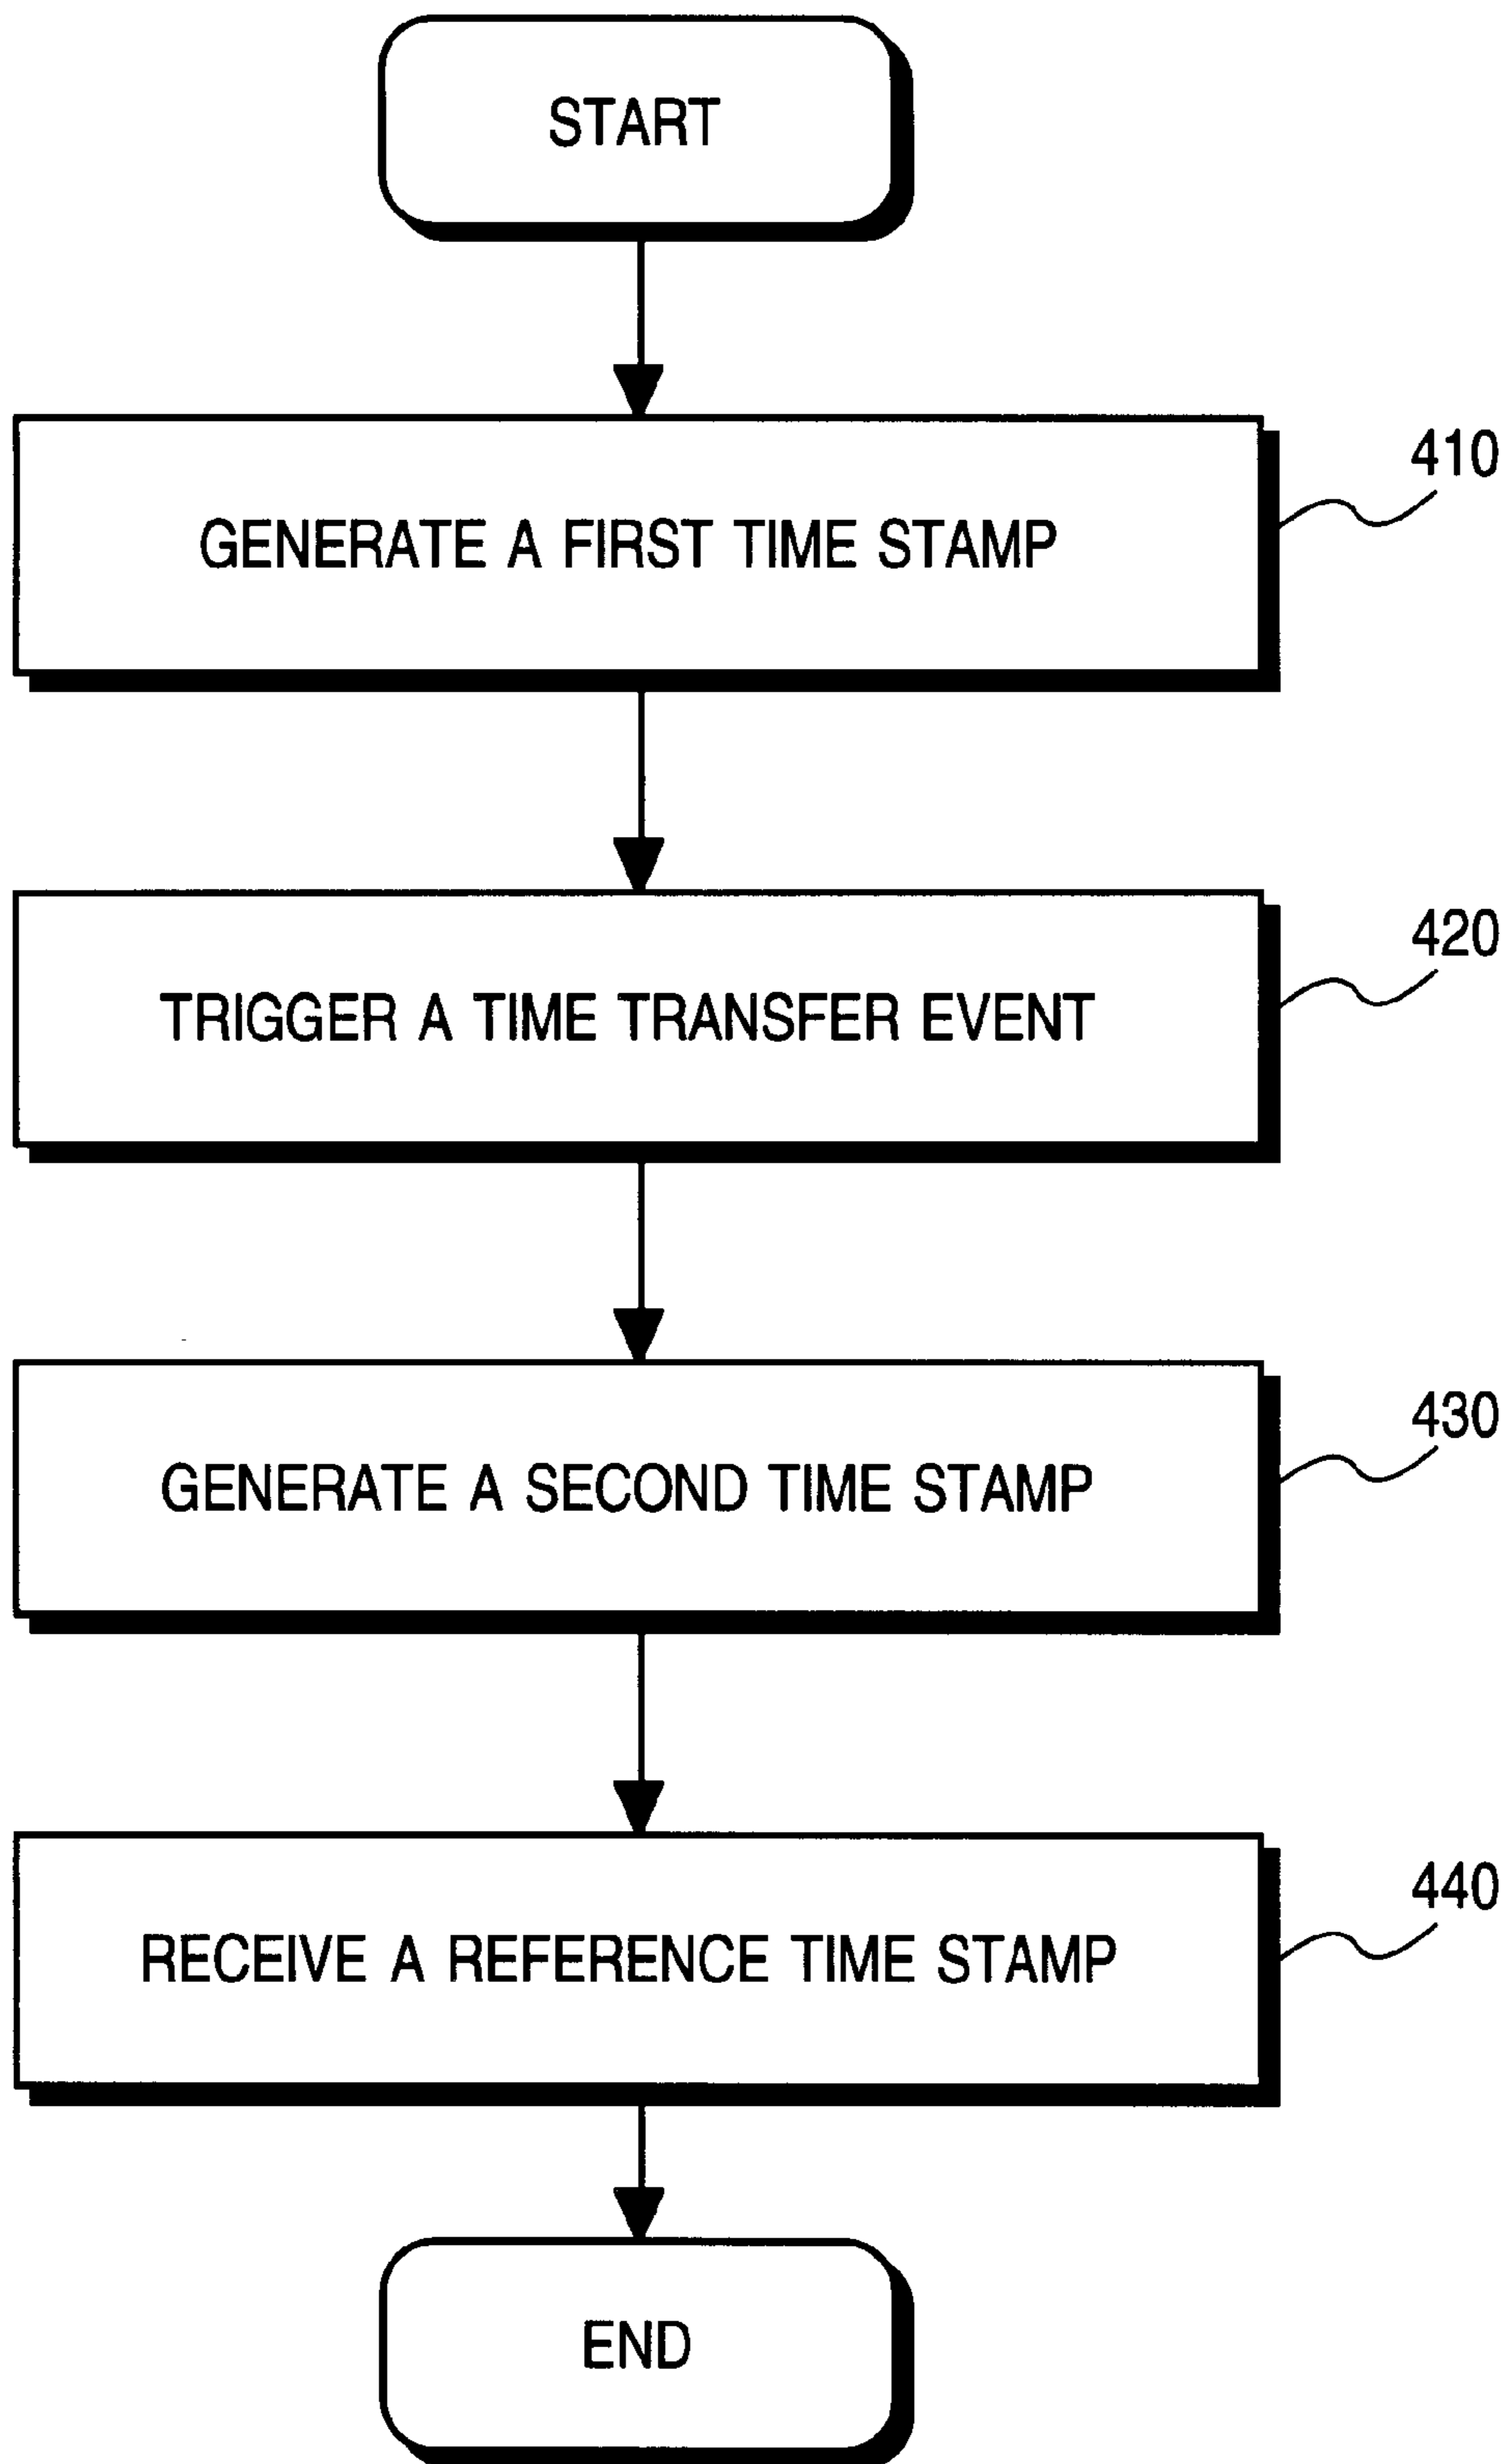 START
410
GENERATE A FIRST TIME STAMP
420
TRIGGER A TIME TRANSFER EVENT
430
GENERATE A SECOND TIME STAMP
440
RECEIVE A REFERENCE TIME STAMP
END